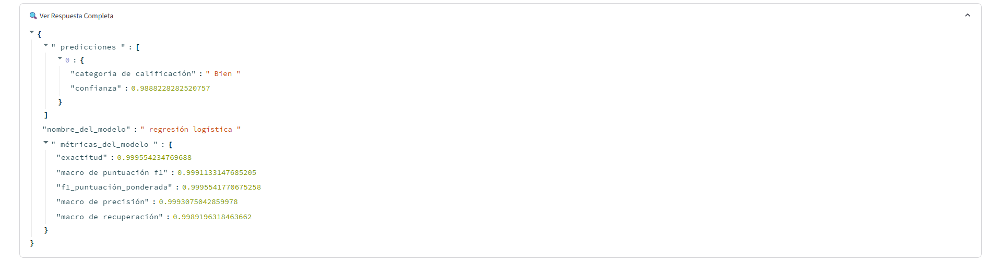 Ver Respuesta Completa
{
" predicciones " : [
0 : {
"categoría de calificación" : " Bien "
"confianza" : 0.9888228282520757
}
]
"nombre_del_modelo" : " regresión logística "
" métricas_del_modelo " : {
"exactitud" : 0.999554234769688
"macro de puntuación f1" : 0.9991133147685205
"f1_puntuación_ponderada" : 0.9995541770675258
"macro de precisión" : 0.9993075042859978
"macro de recuperación" : 0.9989196318463662
}
}